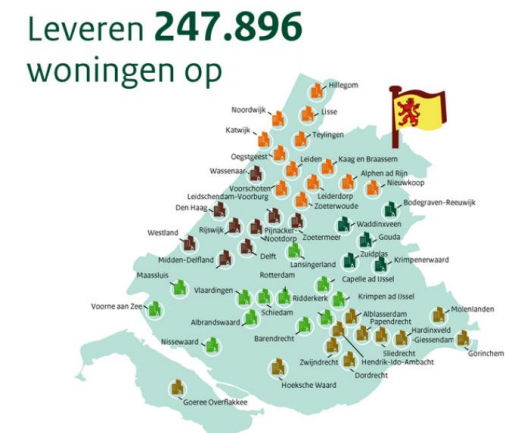 Leveren 247.896
woningen op
Hillegom
Noordwijk
Lisse
Katwijk
Teylingen
Oegstgeest
Leiden
Kaag en Braassem
Wassenaar
Alphen ad Rijn
Voorschoten
Nieuwkoop
Leidschendam-Voorburg
Leiderdorp
Zoeterwoude
Bodegraven-Reeuwijk
Den Haag
Waddinxveen
Rijswijk
Pijnacker-
Nootdorp
Zoetermeer
Gouda
Westland
Delft
Zuidplas
Krimpenerwaard
Midden-Delfland
Lansingerland
Maassluis
Rotterdam
Capelle ad IJssel
Vlaardingen
Ridderkerk
Krimpen ad IJssel
Voorne aan Zee
Schiedam
Alblasserdam
Molenlanden
Albrandswaard
Papendrecht
Hardinxveld
-Giessendam
Barendrecht
Nissewaard
Sliedrecht
Gorinchem
Zwijndrecht
Hendrik-Ido-Ambacht
Dordrecht
Hoeksche Waard
Goeree Overflakkee